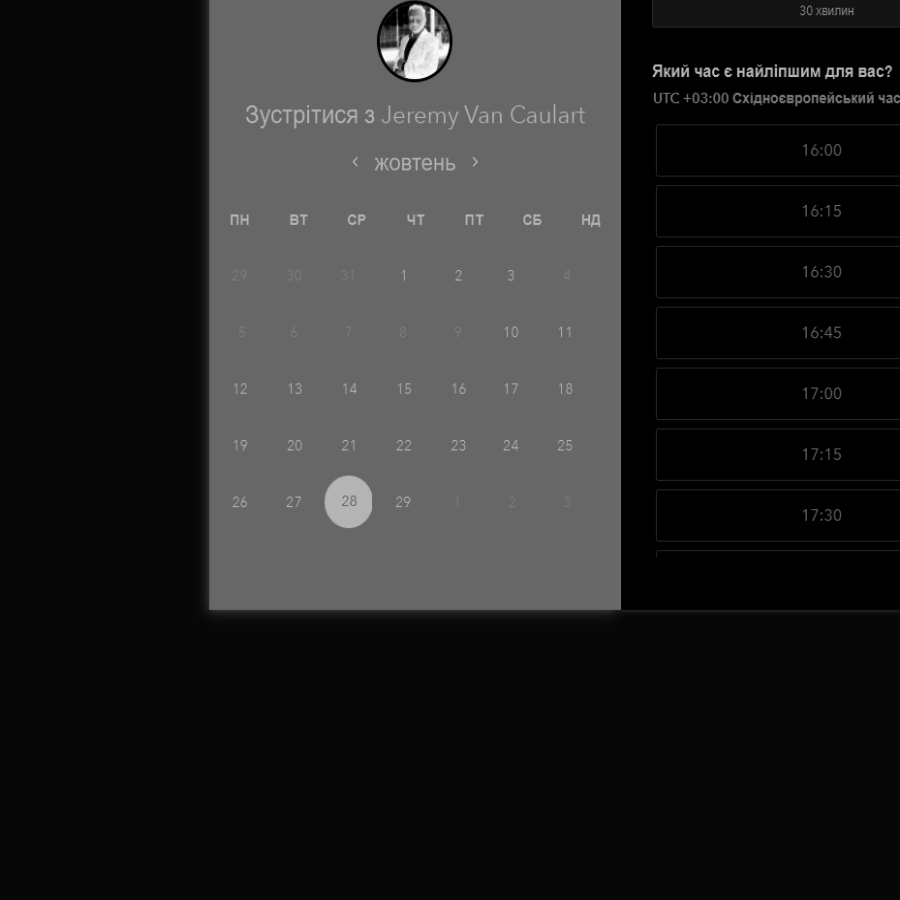 Зустрітися з Jeremy Van Caulart
‹ жовтень ›
ПН ВТ СР ЧТ ПТ СБ НД
29 30 31 1 2 3 4
5 6 7 8 9 10 11
12 13 14 15 16 17 18
19 20 21 22 23 24 25
26 27 28 29 1 2 3
30 хвилин
Який час є найліпшим для вас?
UTC +03:00 Східноєвропейський час
16:00
16:15
16:30
16:45
17:00
17:15
17:30